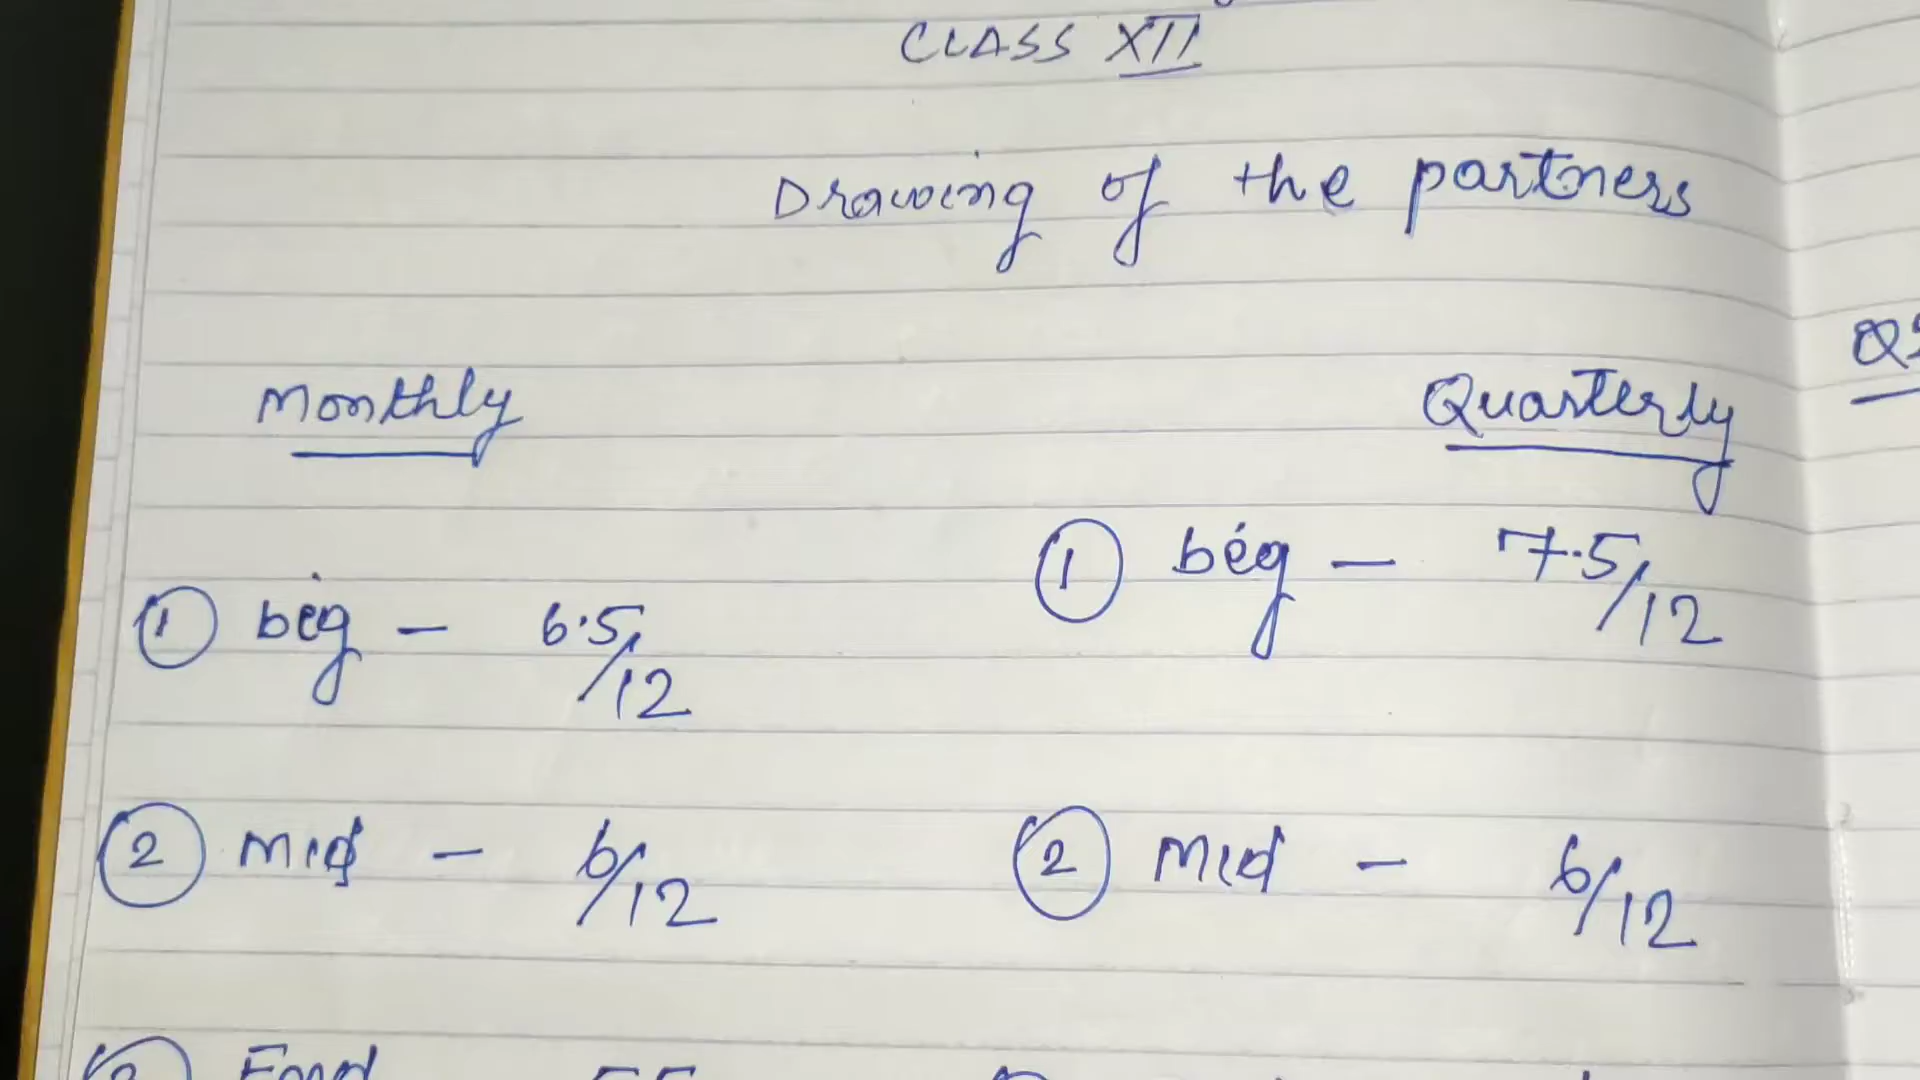 CLASS XII
Drawing of the partners
Monthly
Quarterly
① beg - 6.5/12
① beg - 7.5/12
② Mid - 6/12
② Mid - 6/12